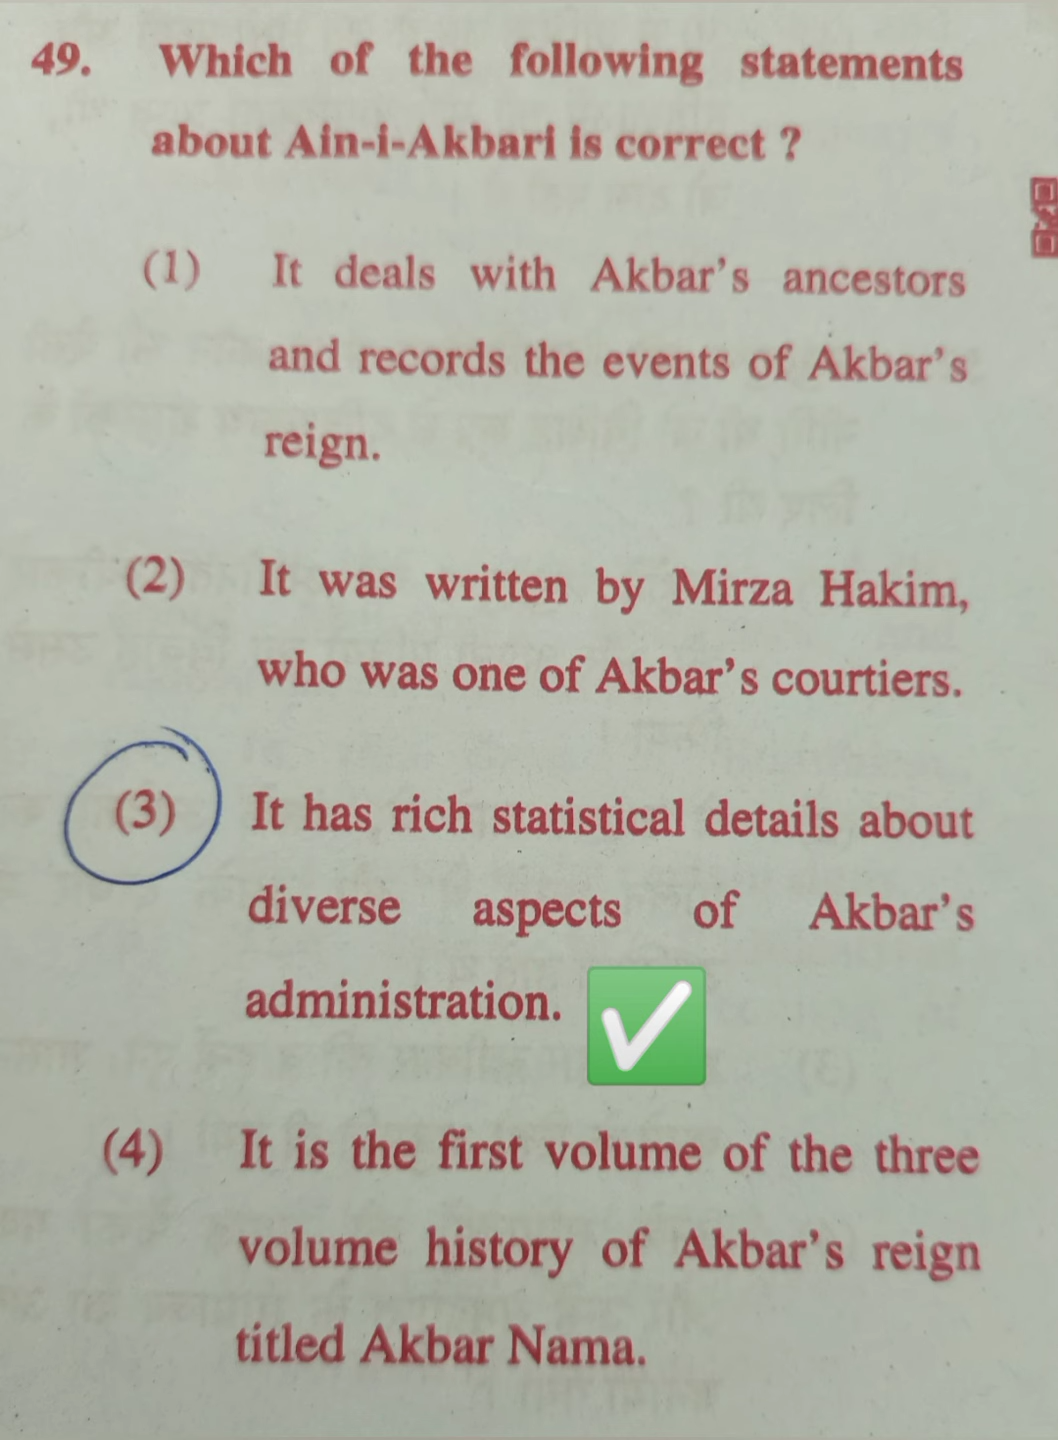 49. Which of the following statements
about Ain-i-Akbari is correct ?
(1) It deals with Akbar's ancestors
and records the events of Akbar's
reign.
(2) It was written by Mirza Hakim,
who was one of Akbar's courtiers.
(3) It has rich statistical details about
diverse aspects of Akbar's
administration.
(4) It is the first volume of the three
volume history of Akbar's reign
titled Akbar Nama.